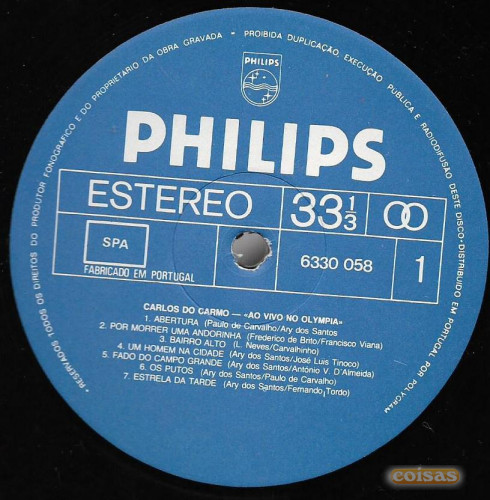 *RESERVADOS TODOS OS DIREITOS DO PRODUTOR FONOGRÁFICO E DO PROPRIETÁRIO DA OBRA GRAVADA - PROIBIDA DUPLICAÇÃO, EXECUÇÃO PÚBLICA E RADIODIFUSÃO DESTE DISCO-DISTRIBUIDO EM PORTUGAL POR POLYGRAM
PHILIPS
PHILIPS
ESTEREO 33 1/3
SPA 6330 058 1
FABRICADO EM PORTUGAL
CARLOS DO CARMO — «AO VIVO NO OLYMPIA»
1. ABERTURA (Paulo de Carvalho/Ary dos Santos
2. POR MORRER UMA ANDORINHA (Frederico de Brito/Francisco Viana)
3. BAIRRO ALTO (L. Neves/Carvalhinho)
4. UM HOMEM NA CIDADE (Ary dos Santos/José Luis Tinoco)
5. FADO DO CAMPO GRANDE (Ary dos Santos/António V. D'Almeida)
6. OS PUTOS (Ary dos Santos/Paulo de Carvalho)
7. ESTRELA DA TARDE (Ary dos Santos/Fernando Tordo)
coisas